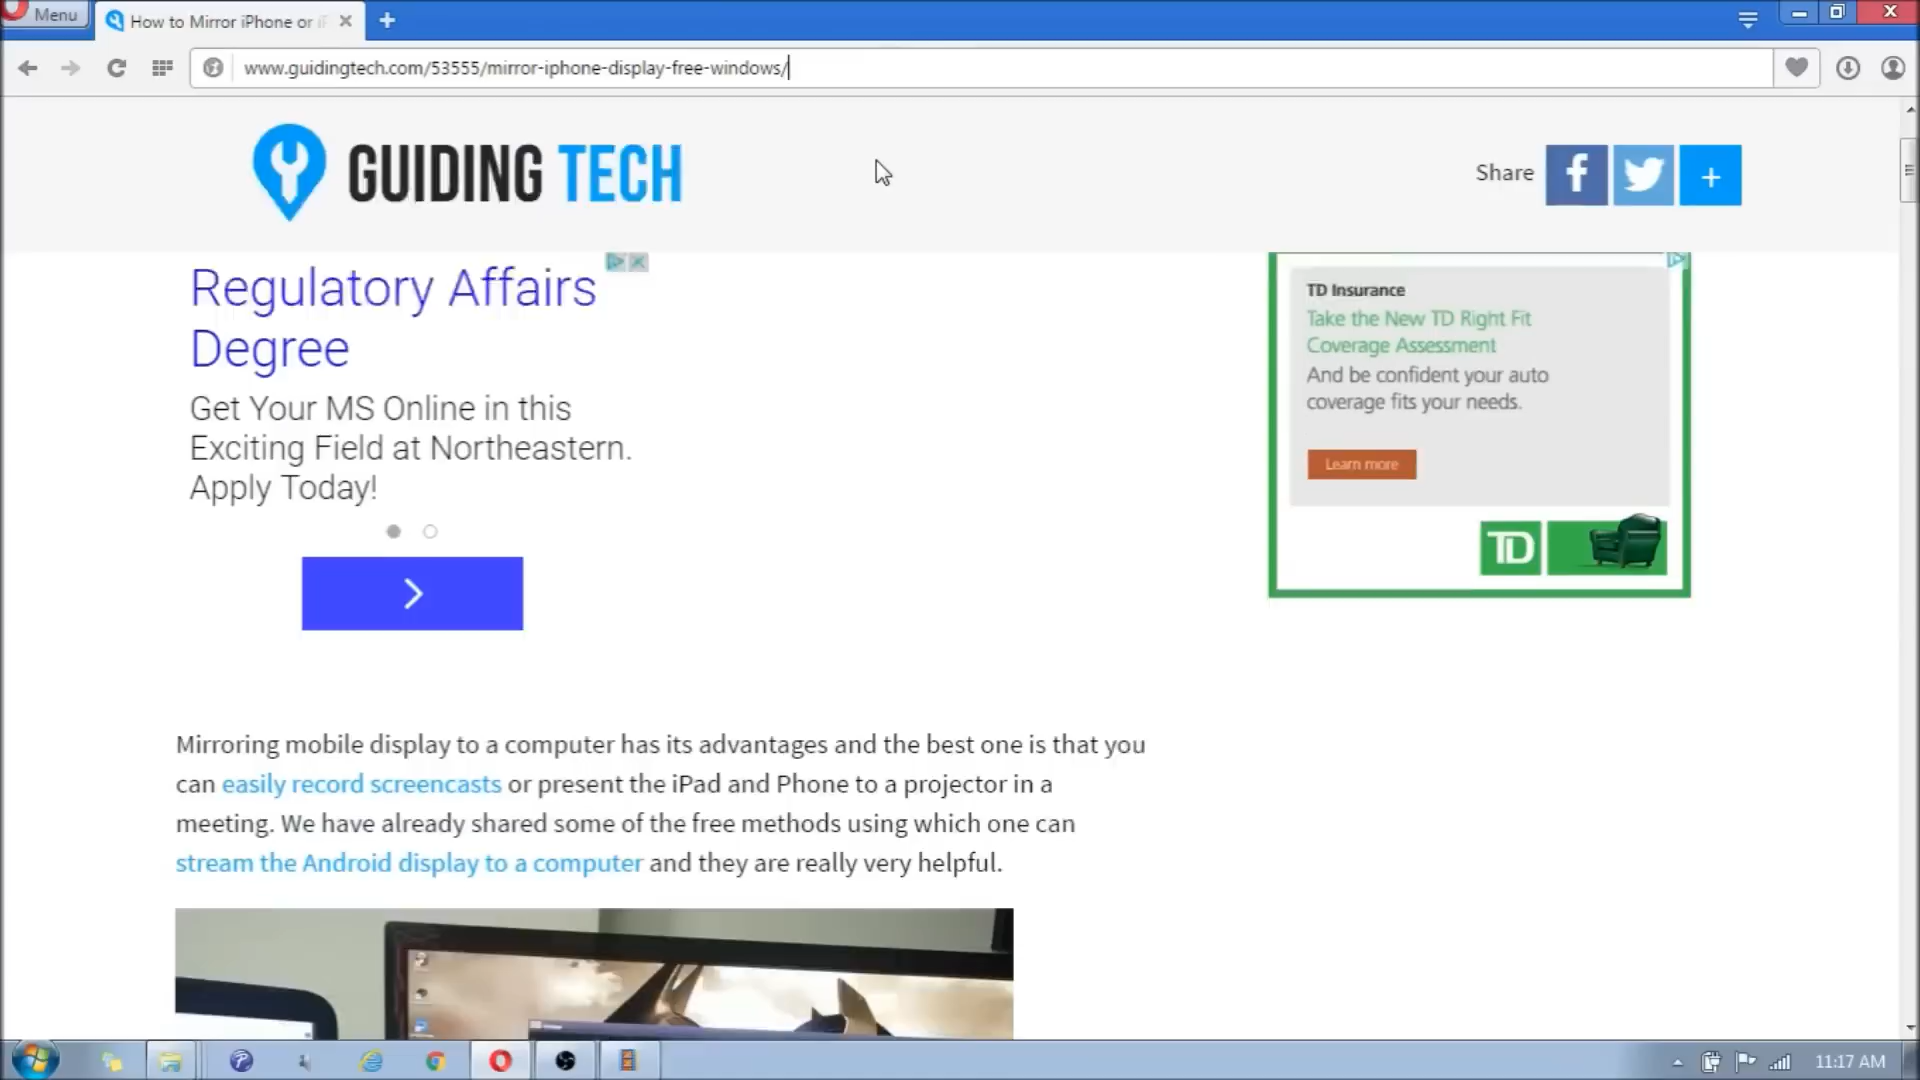 Menu
How to Mirror iPhone or iP
www.guidingtech.com/53555/mirror-iphone-display-free-windows/
GUIDING TECH
Share
Regulatory Affairs
Degree
Get Your MS Online in this
Exciting Field at Northeastern.
Apply Today!
TD Insurance
Take the New TD Right Fit
Coverage Assessment
And be confident your auto
coverage fits your needs.
Learn more
TD
Mirroring mobile display to a computer has its advantages and the best one is that you
can easily record screencasts or present the iPad and Phone to a projector in a
meeting. We have already shared some of the free methods using which one can
stream the Android display to a computer and they are really very helpful.
11:17 AM